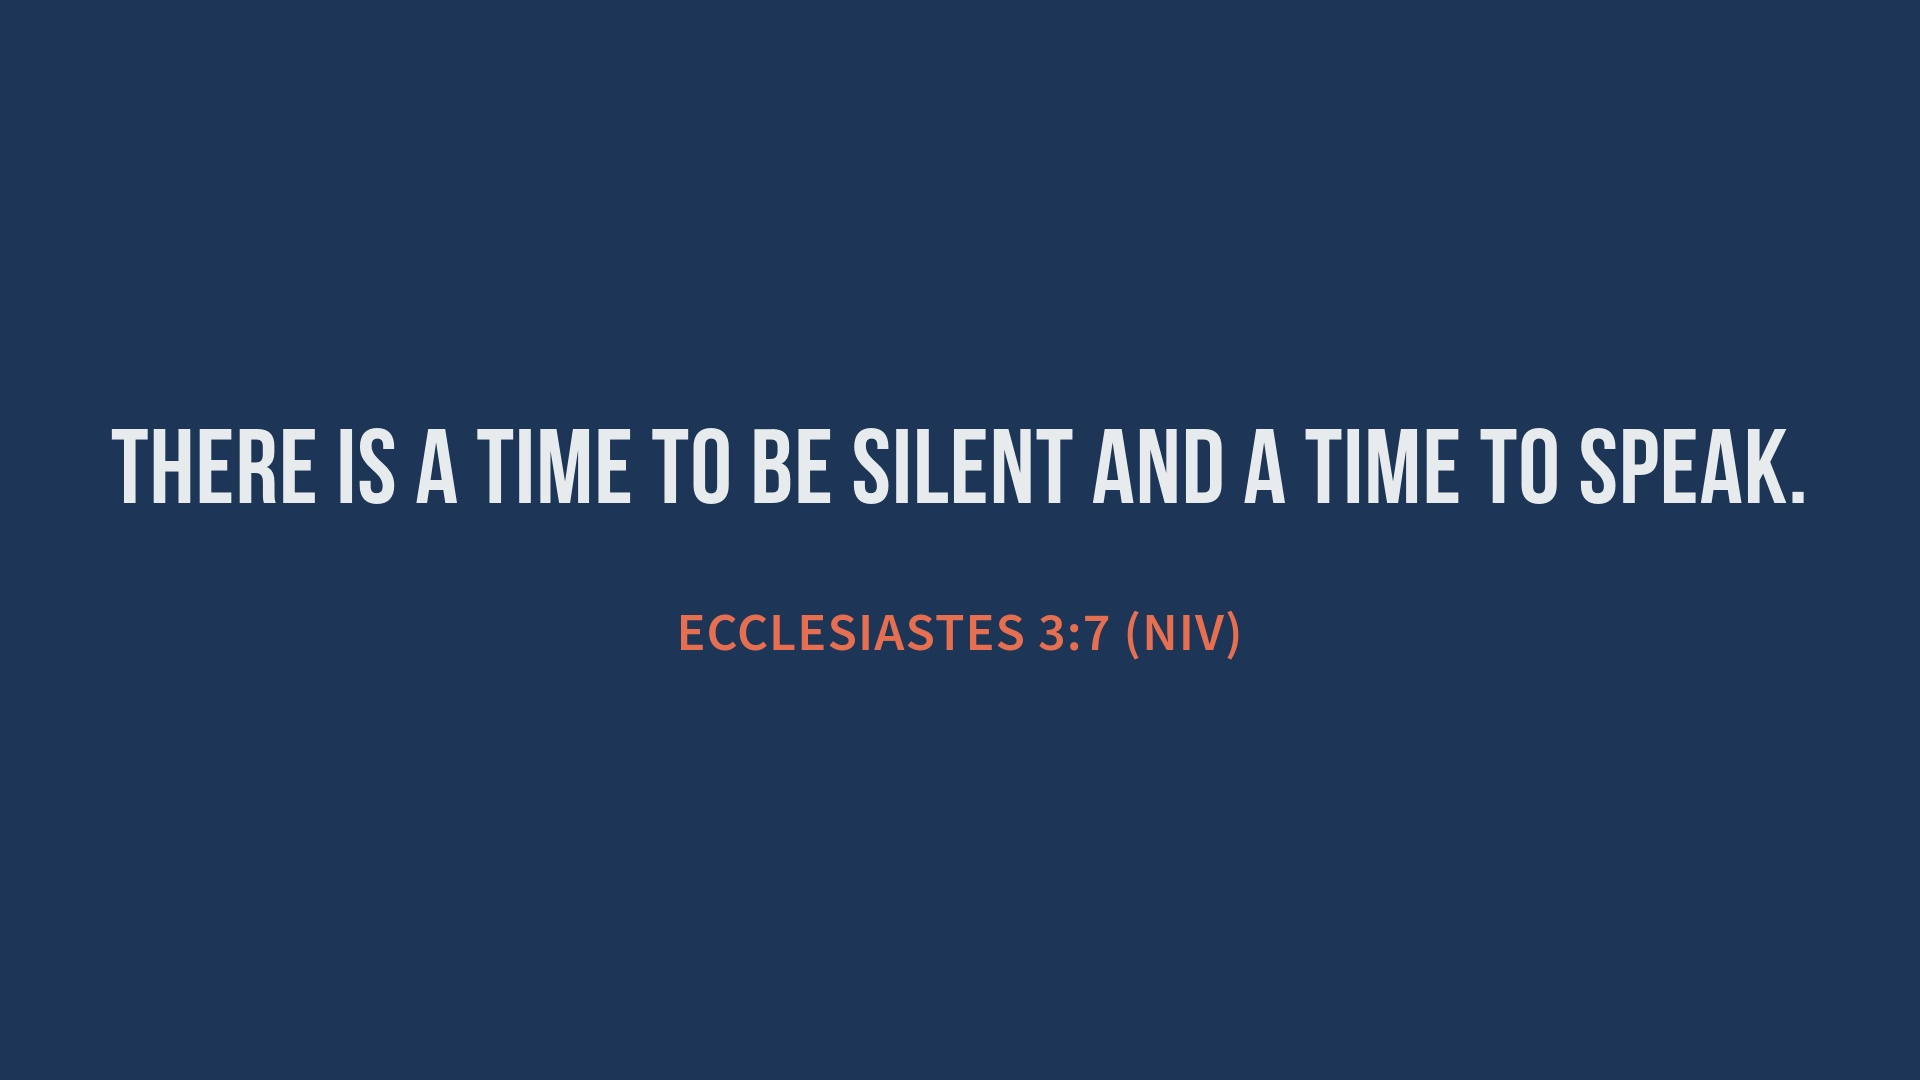 THERE IS A TIME TO BE SILENT AND A TIME TO SPEAK.
ECCLESIASTES 3:7 (NIV)